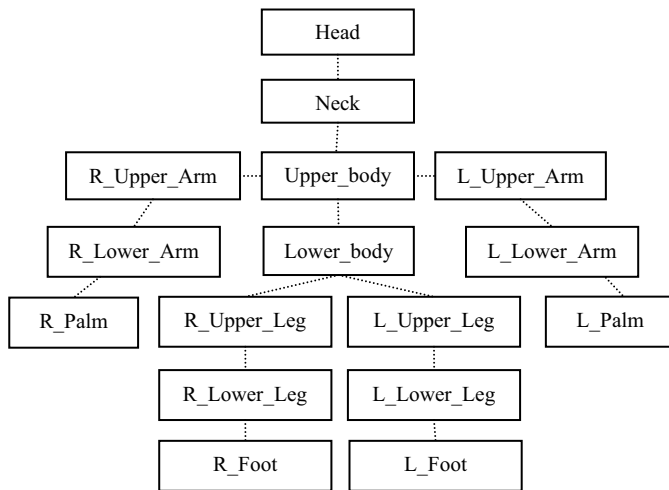 Head
Neck
R_Upper_Arm
Upper_body
L_Upper_Arm
R_Lower_Arm
Lower_body
L_Lower_Arm
R_Palm
R_Upper_Leg
L_Upper_Leg
L_Palm
R_Lower_Leg
L_Lower_Leg
R_Foot
L_Foot